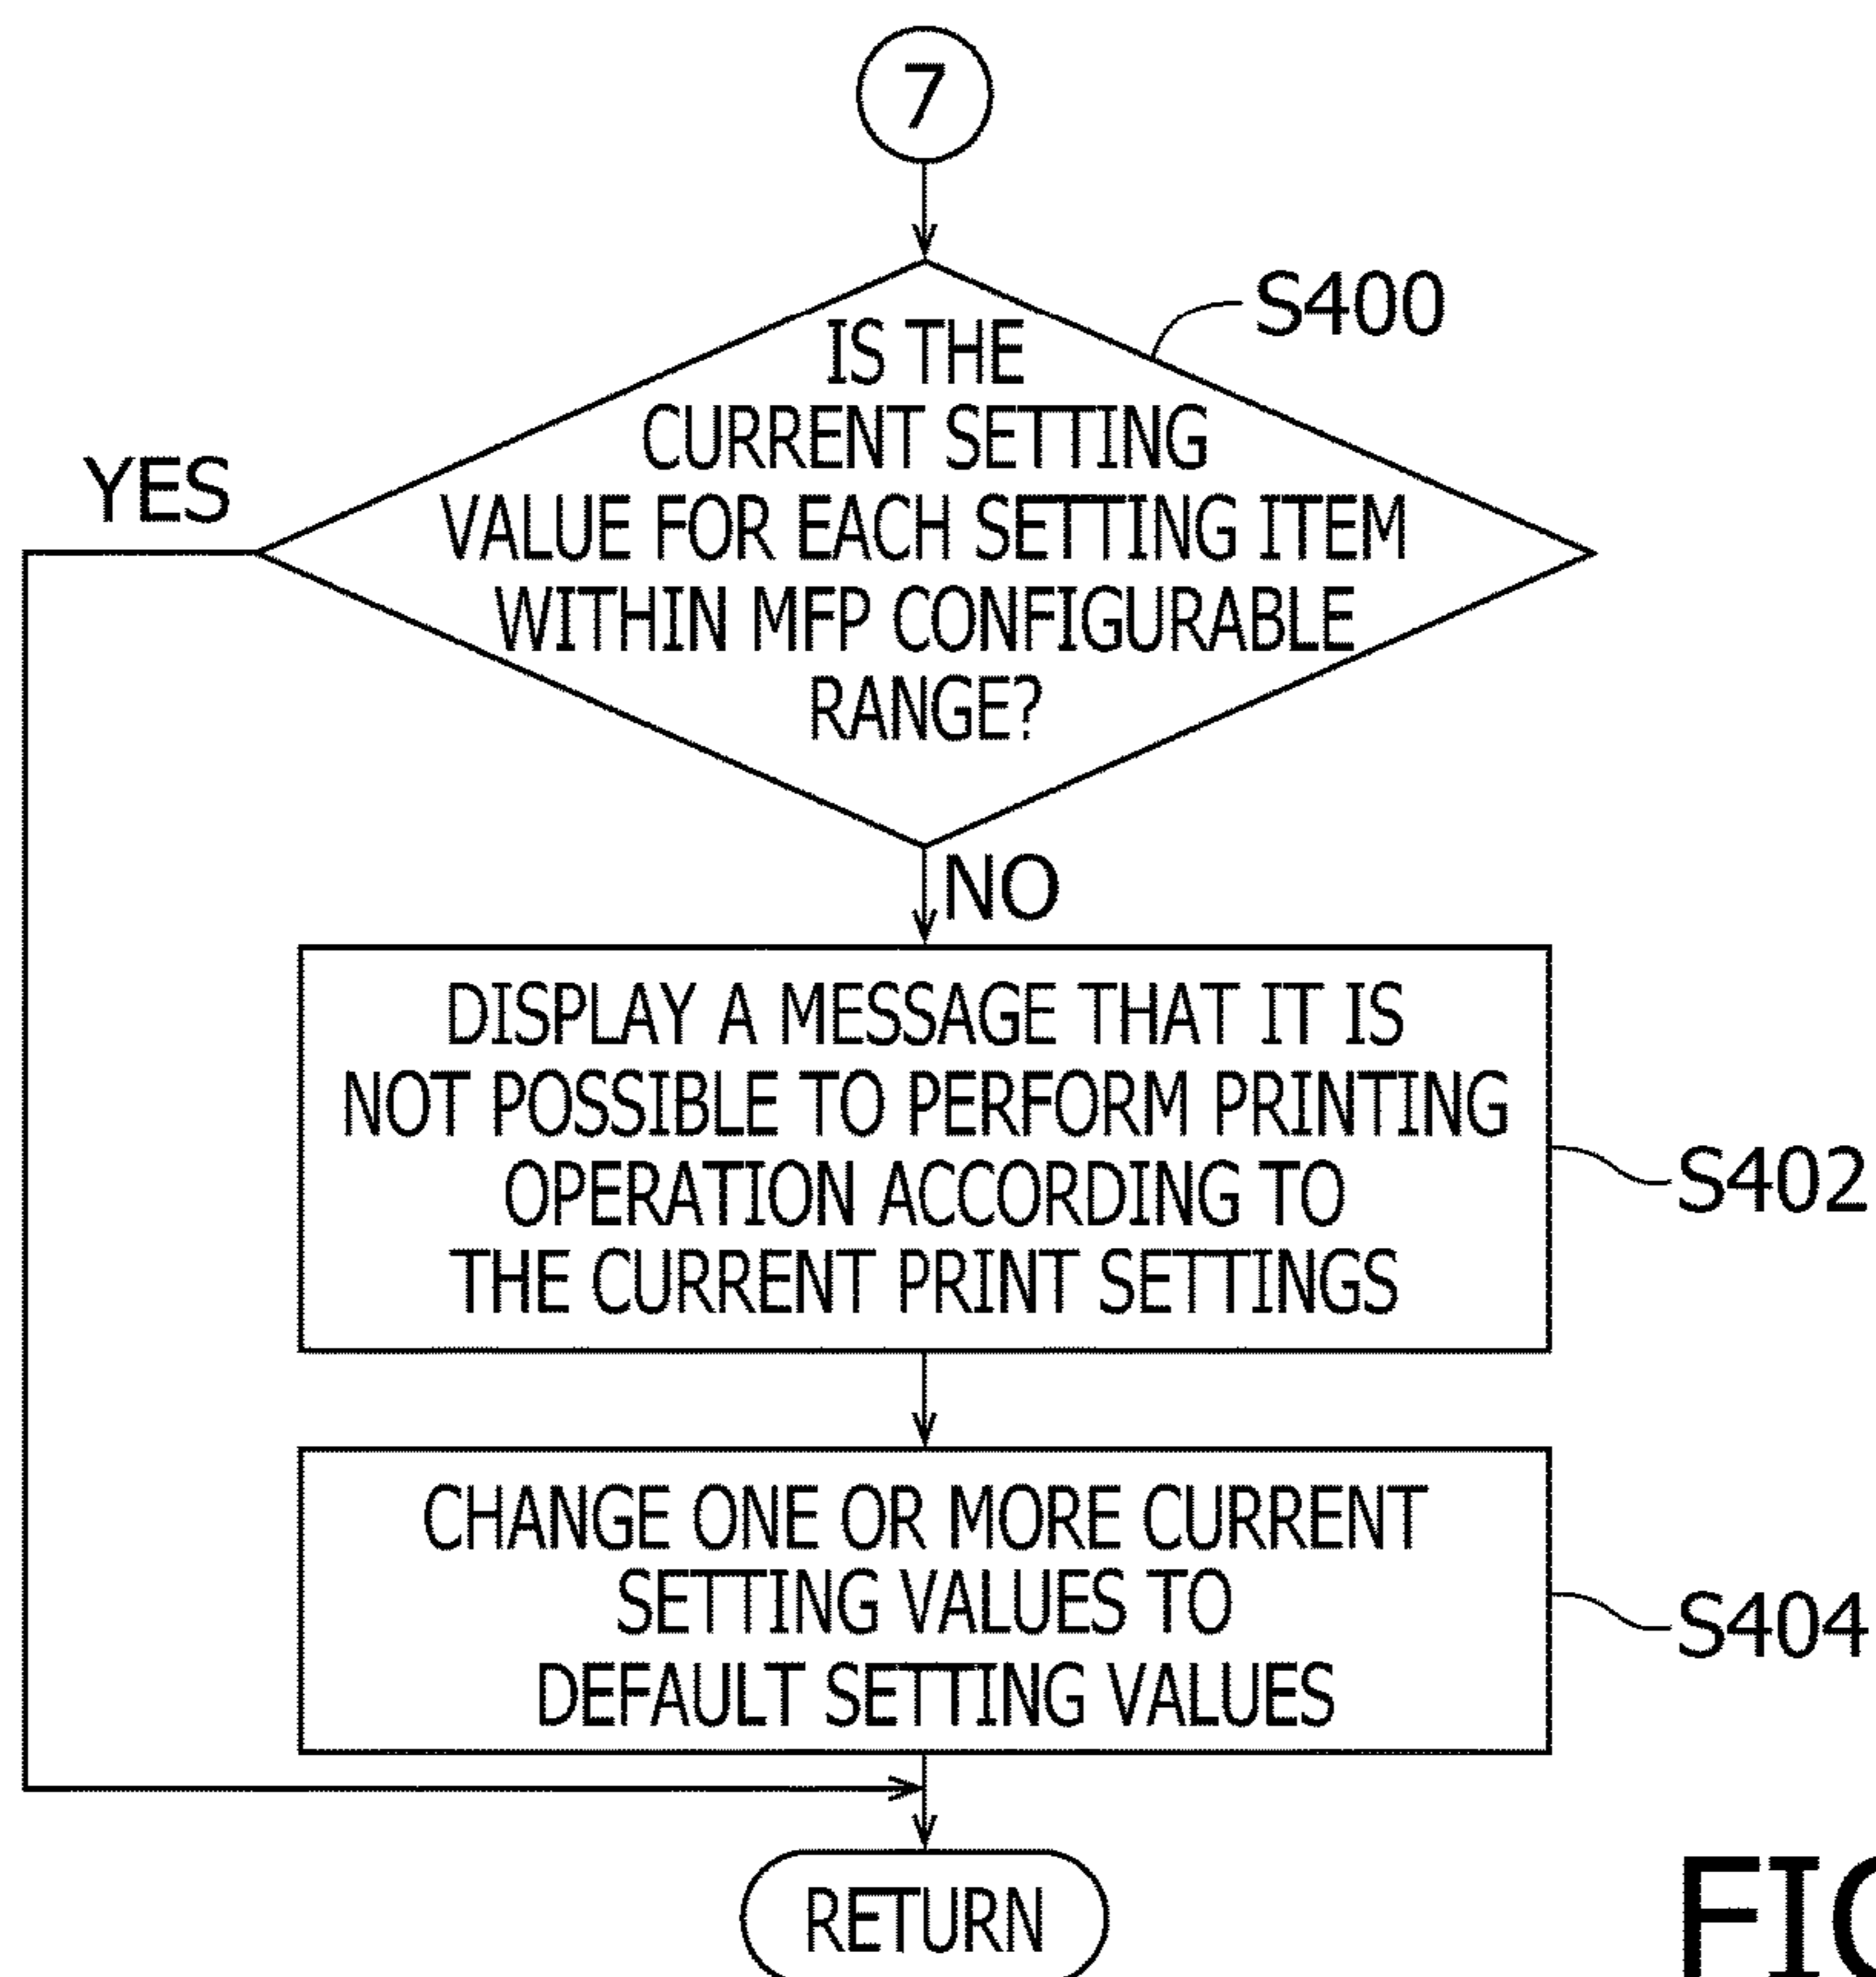 7
S400
IS THE
CURRENT SETTING
VALUE FOR EACH SETTING ITEM
WITHIN MFP CONFIGURABLE
RANGE?
YES
NO
DISPLAY A MESSAGE THAT IT IS
NOT POSSIBLE TO PERFORM PRINTING
OPERATION ACCORDING TO
THE CURRENT PRINT SETTINGS
S402
CHANGE ONE OR MORE CURRENT
SETTING VALUES TO
DEFAULT SETTING VALUES
S404
RETURN